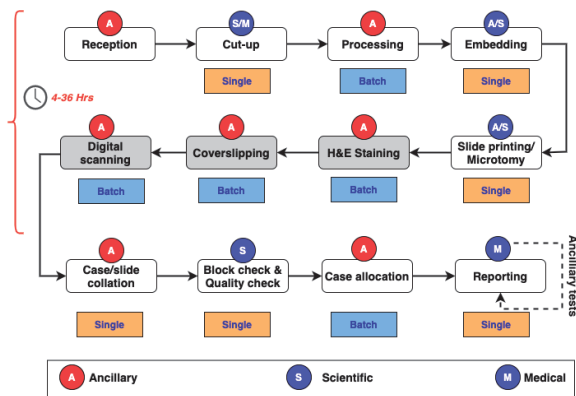 A
S/M
A
A/S
Reception
Cut-up
Processing
Embedding
Single
Batch
Single
4-36 Hrs
A
A
A
A/S
Digital
scanning
Coverslipping
H&E Staining
Slide printing/
Microtomy
Batch
Batch
Batch
Single
A
S
A
M
Case/slide
collation
Block check &
Quality check
Case allocation
Reporting
Ancilliary tests
Single
Single
Batch
Single
A Ancillary
S Scientific
M Medical